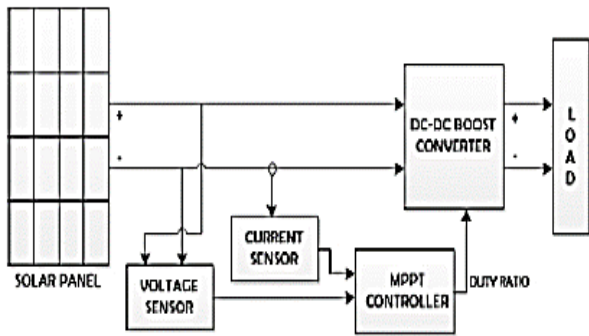 SOLAR PANEL
+
-
VOLTAGE
SENSOR
CURRENT
SENSOR
MPPT
CONTROLLER
DUTY RATIO
DC-DC BOOST
CONVERTER
+
-
L
O
A
D